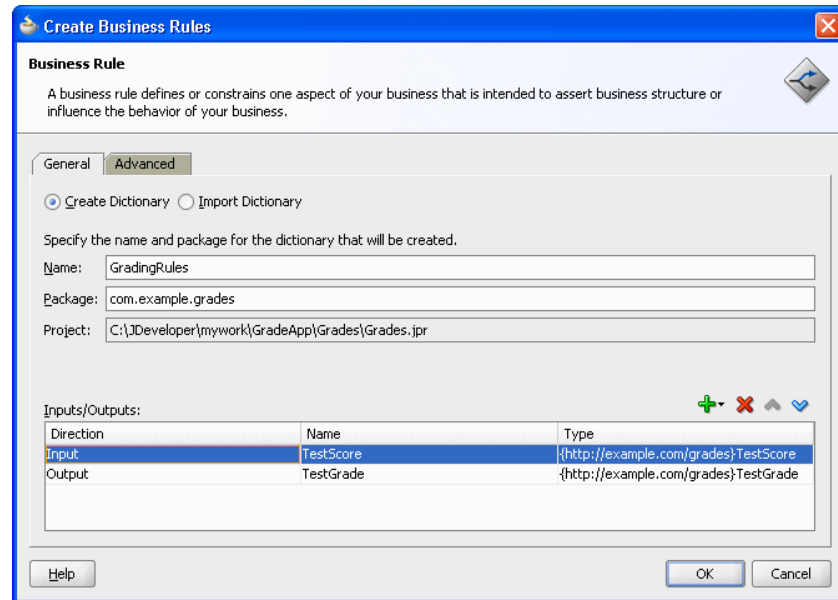 Create Business Rules
Business Rule
A business rule defines or constrains one aspect of your business that is intended to assert business structure or
influence the behavior of your business.
General Advanced
Create Dictionary Import Dictionary
Specify the name and package for the dictionary that will be created.
Name: GradingRules
Package: com.example.grades
Project: C:\JDeveloper\mywork\GradeApp\Grades\Grades.jpr
Inputs/Outputs:
Direction Name Type
Input TestScore {http://example.com/grades}TestScore
Output TestGrade {http://example.com/grades}TestGrade
Help OK Cancel